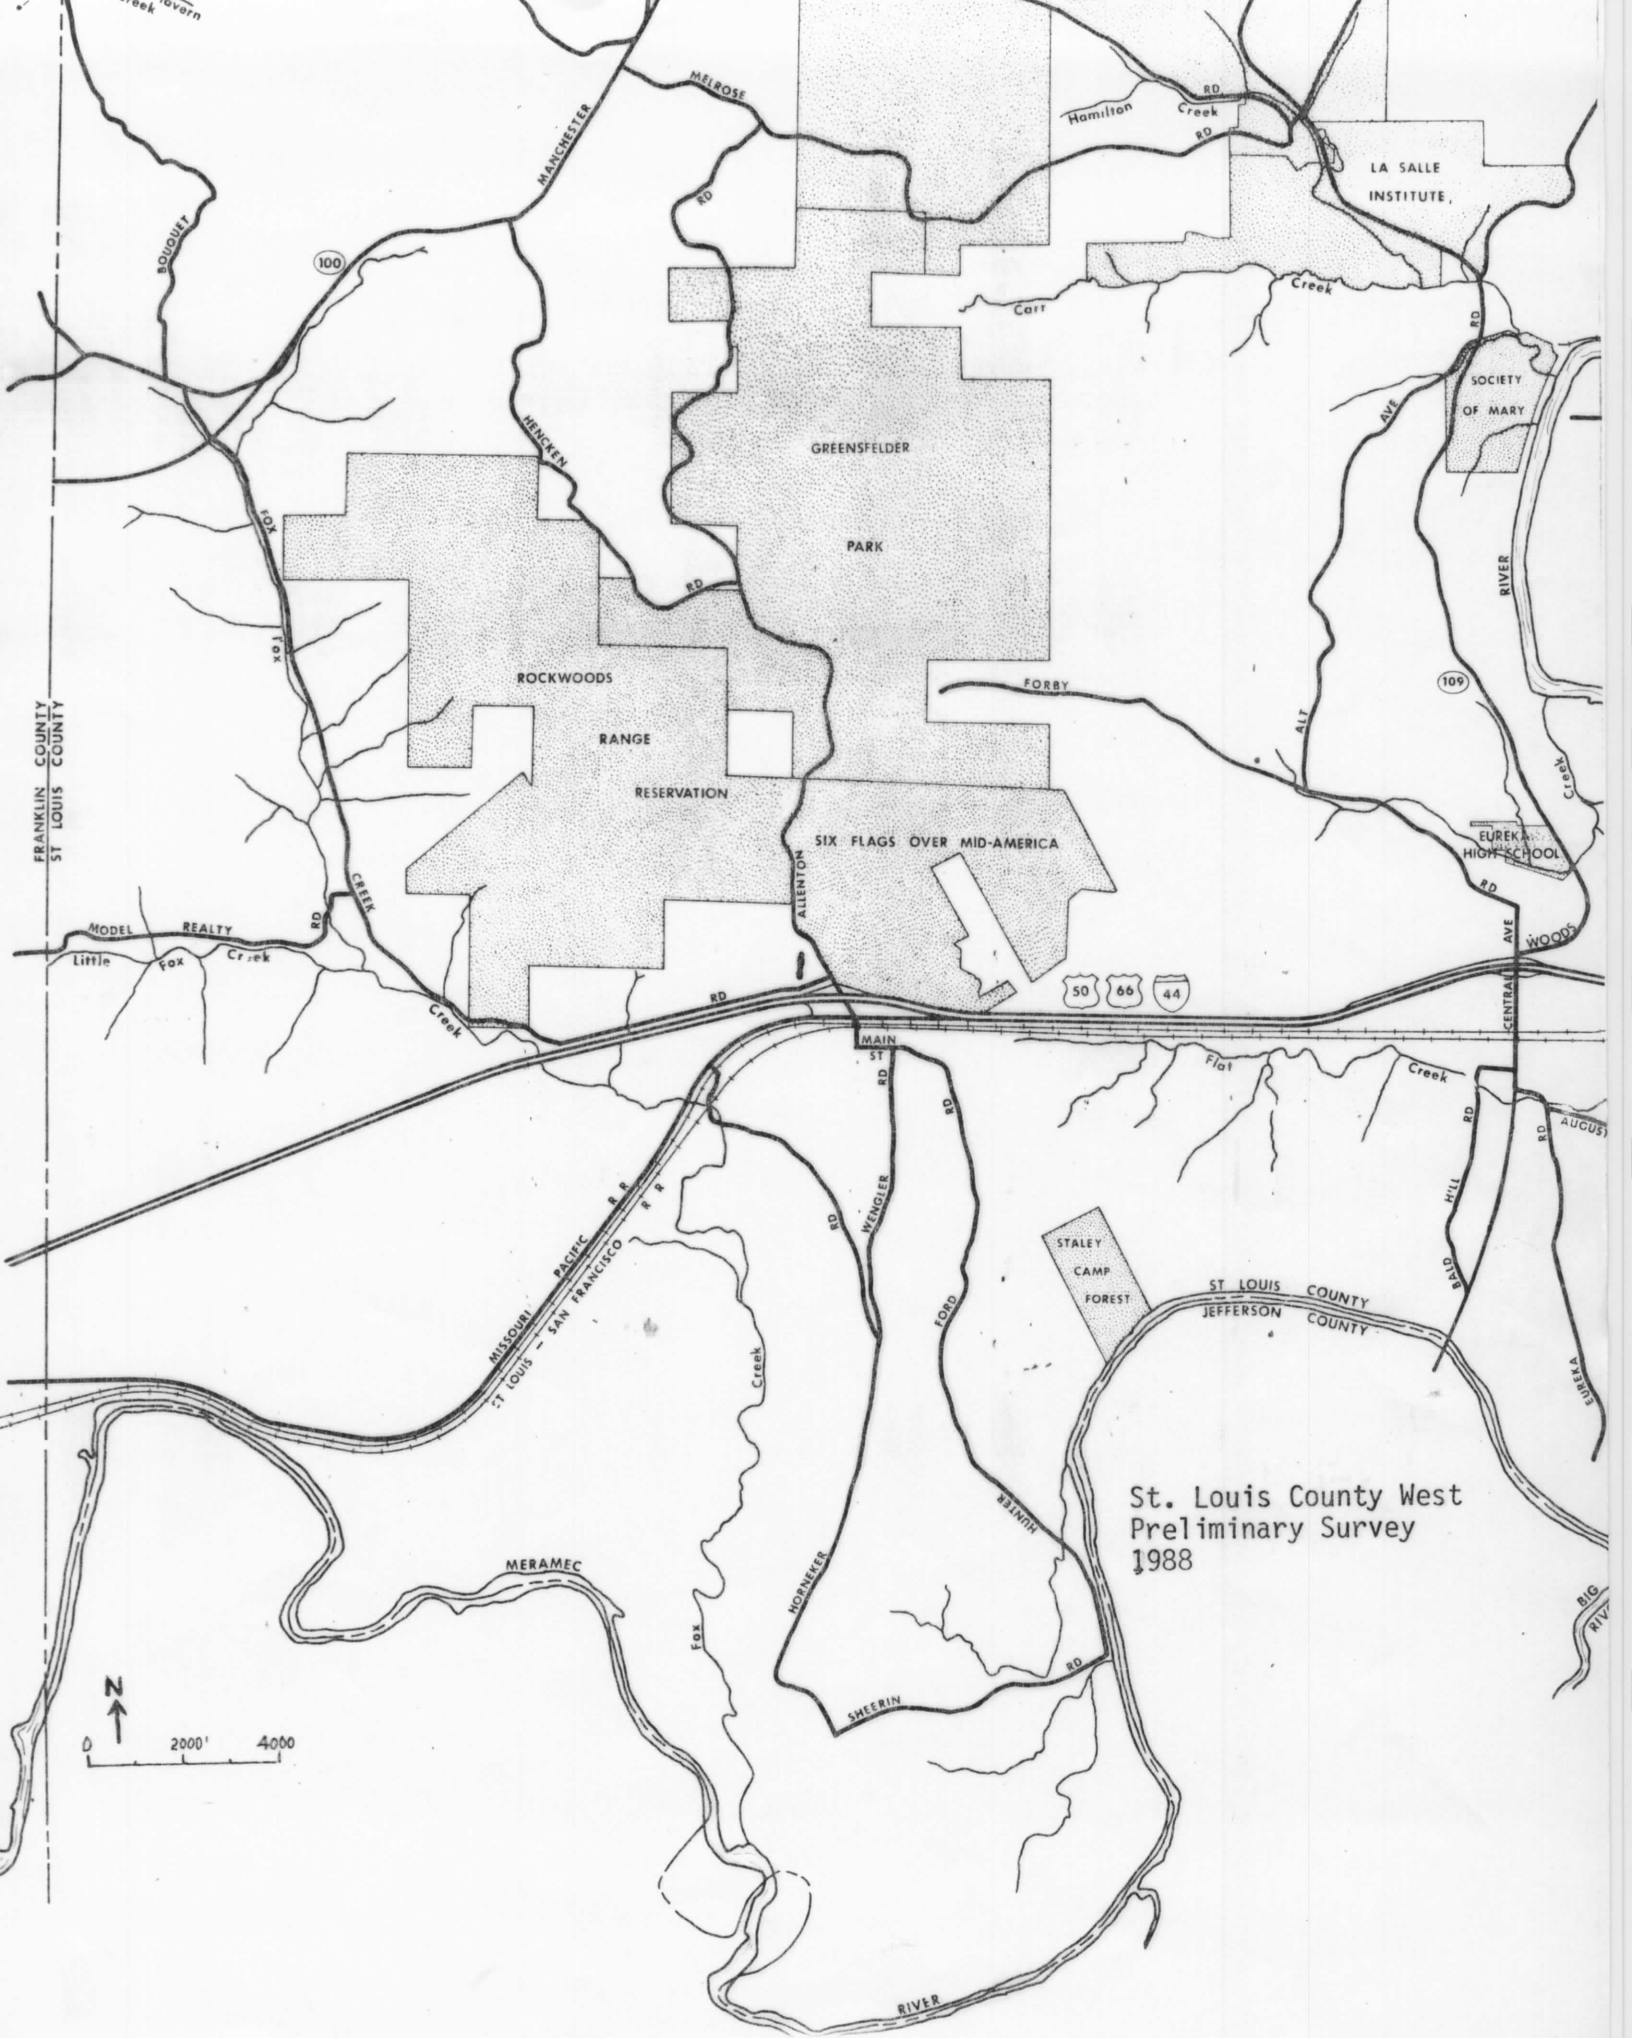 Creek
MELROSE
RD
MANCHESTER
Hamilton
Creek
RD
RD
LA SALLE
INSTITUTE
BOUQUET
100
Carr
Creek
RD
SOCIETY
OF MARY
AVE
HENCKEN
GREENSFELDER
PARK
FOX
RD
RIVER
Fox
ROCKWOODS
RANGE
RESERVATION
FORBY
109
ALT
FRANKLIN COUNTY
ST LOUIS COUNTY
SIX FLAGS OVER MID-AMERICA
Creek
EUREKA
HIGH SCHOOL
RD
ALLENTON
CREEK
MODEL REALTY RD
Little Fox Creek
AVE
WOODS
50 66 44
RD
Creek
CENTRAL
MAIN
ST
RD
RD
Flat Creek
RD
RD
AUGUST
HILL
BALD
WENGLER
RD
MISSOURI PACIFIC R R
ST LOUIS - SAN FRANCISCO R R
STALEY
CAMP
FOREST
ST LOUIS COUNTY
JEFFERSON COUNTY
FORD
Creek
EUREKA
St. Louis County West
Preliminary Survey
1988
HUNTER
MERAMEC
HORNEKER
BIG
RIV
Fox
RD
SHEERIN
N
0 2000' 4000
RIVER